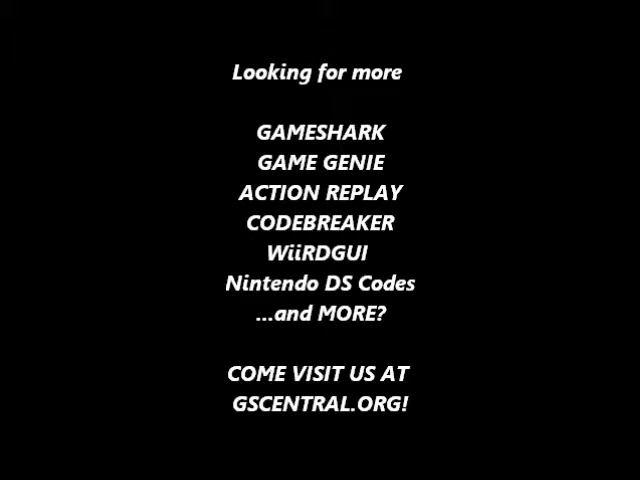 Looking for more
GAMESHARK
GAME GENIE
ACTION REPLAY
CODEBREAKER
WiiRDGUI
Nintendo DS Codes
...and MORE?
COME VISIT US AT
GSCENTRAL.ORG!